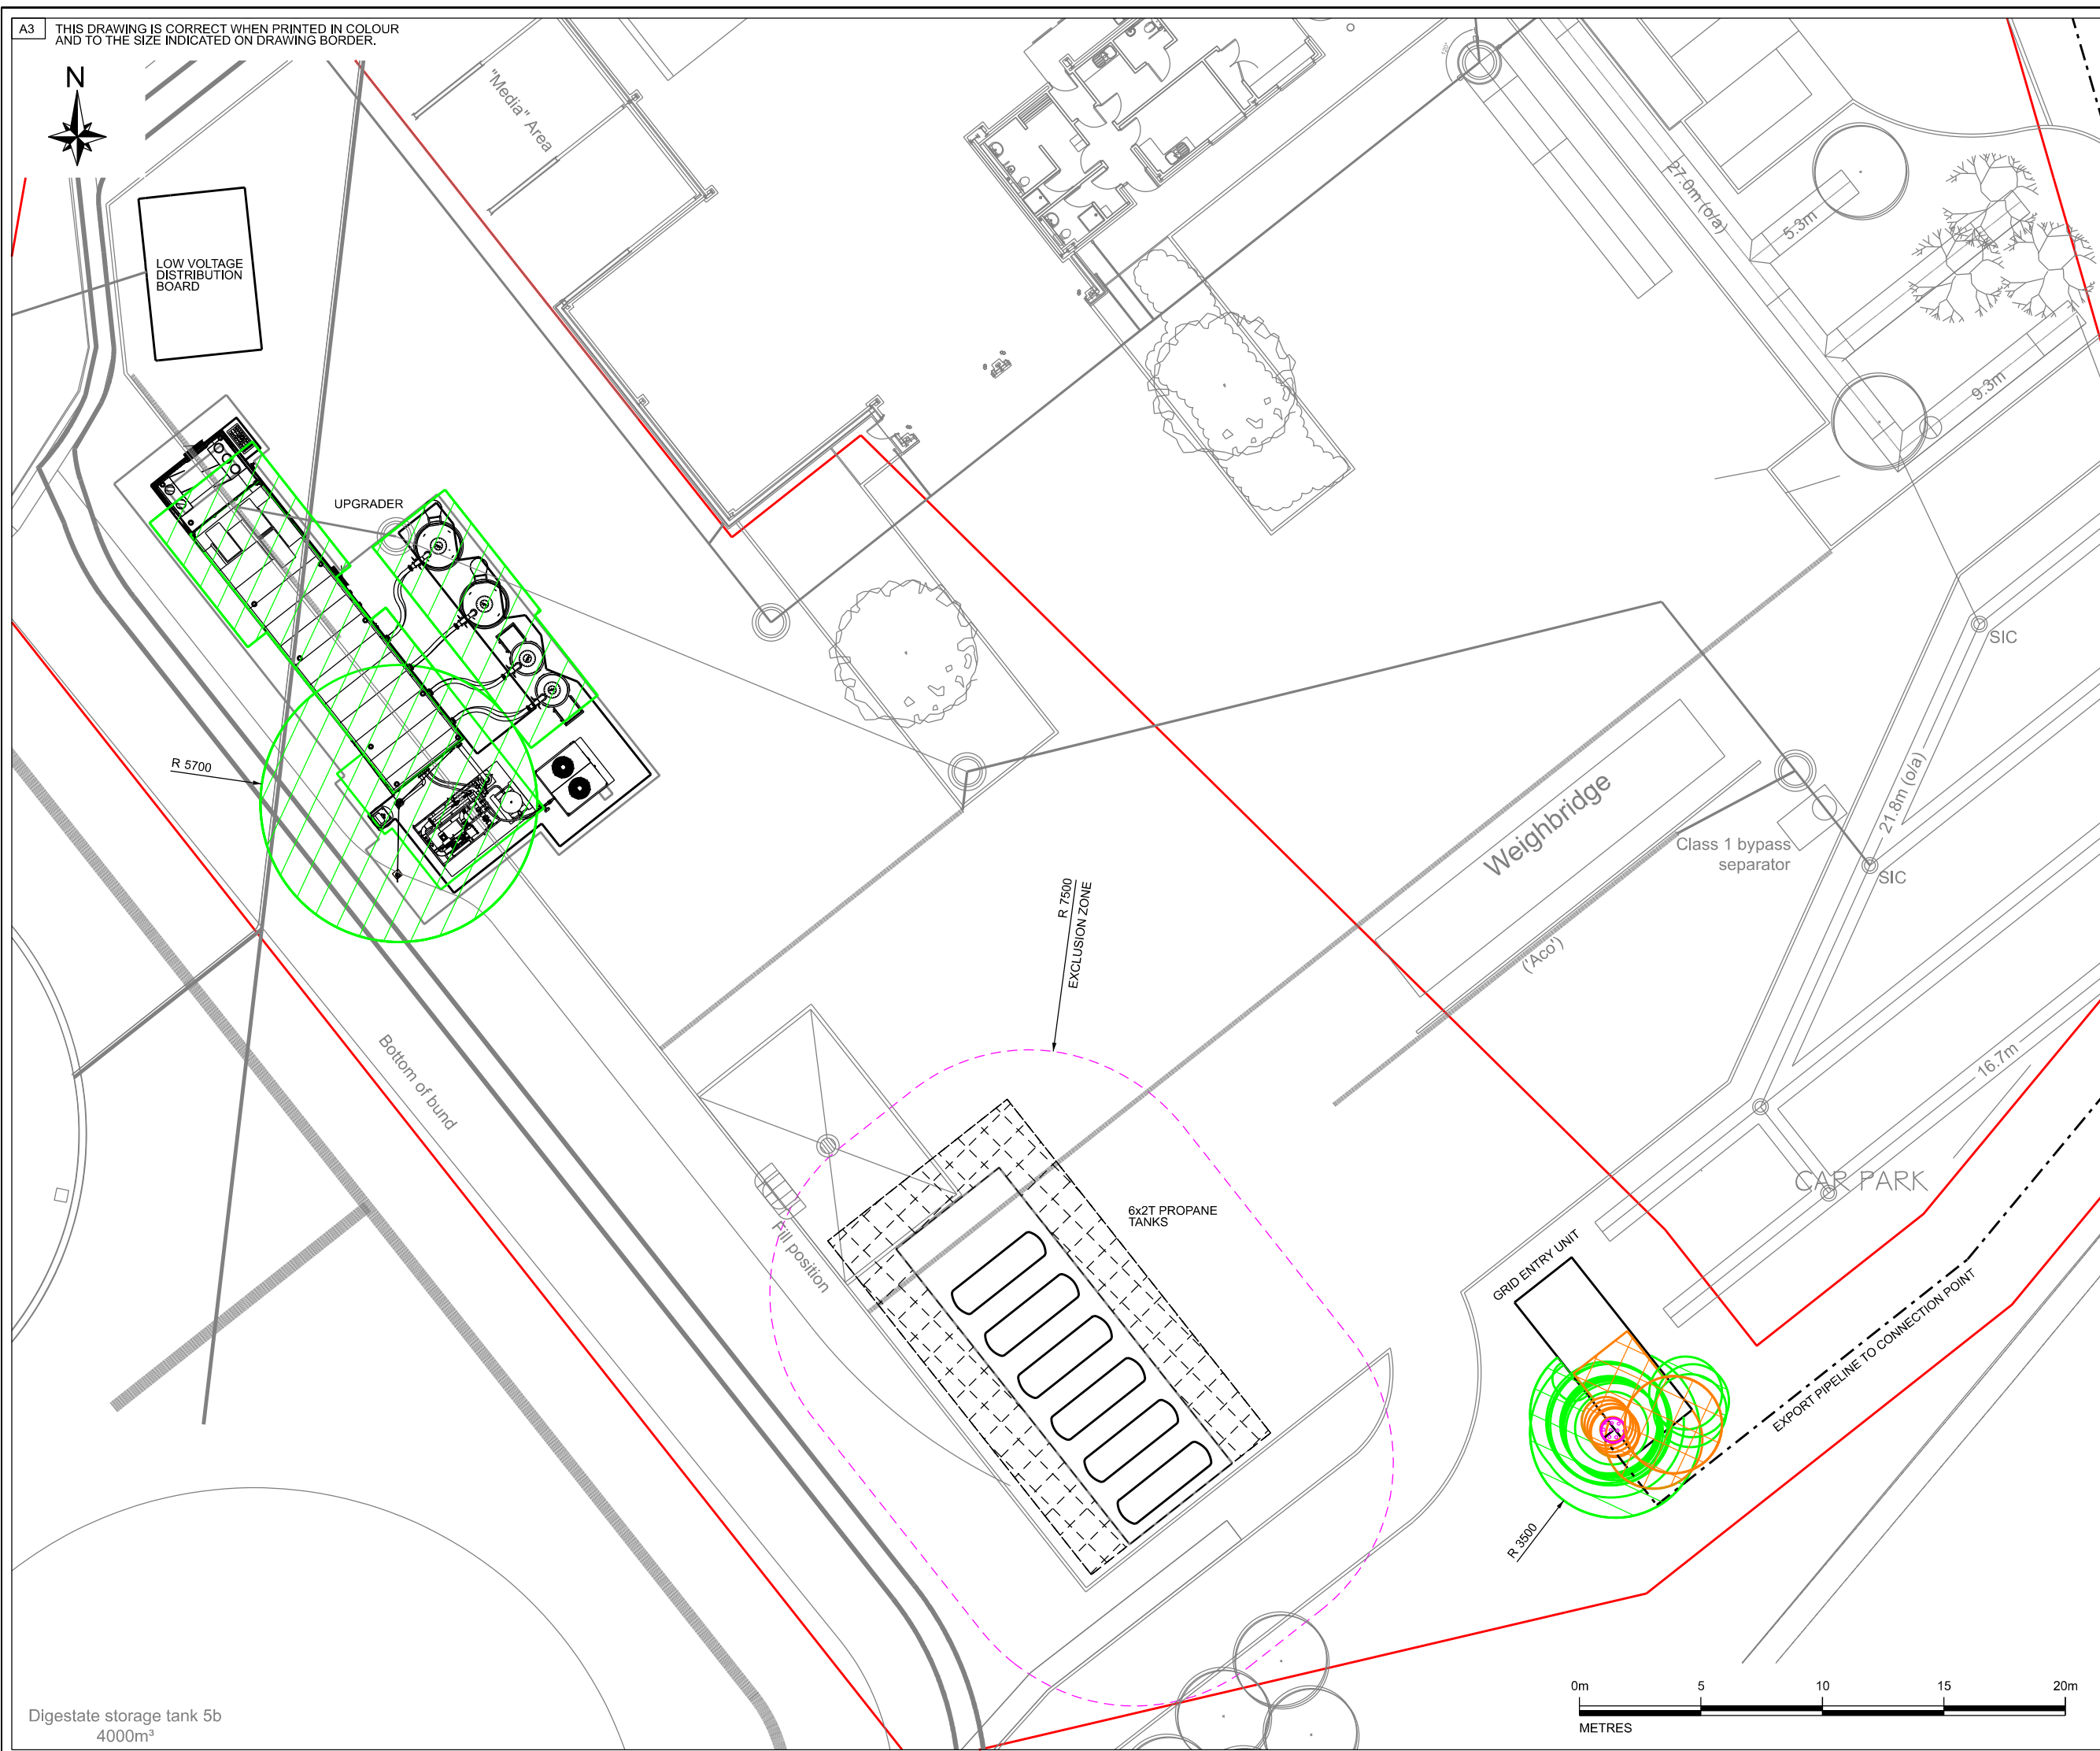 A3
THIS DRAWING IS CORRECT WHEN PRINTED IN COLOUR
AND TO THE SIZE INDICATED ON DRAWING BORDER.
N
"Media" Area
120°
27.0m (o/a)
5.3m
9.3m
LOW VOLTAGE
DISTRIBUTION
BOARD
UPGRADER
R 5700
SIC
Weighbridge
21.8m (o/a)
Class 1 bypass
separator
SIC
('Aco')
R 7500
EXCLUSION ZONE
Bottom of bund
16.7m
CAR PARK
6x2T PROPANE
TANKS
Fill position
GRID ENTRY UNIT
EXPORT PIPELINE TO CONNECTION POINT
R 3500
Digestate storage tank 5b
4000m³
0m
5
10
15
20m
METRES